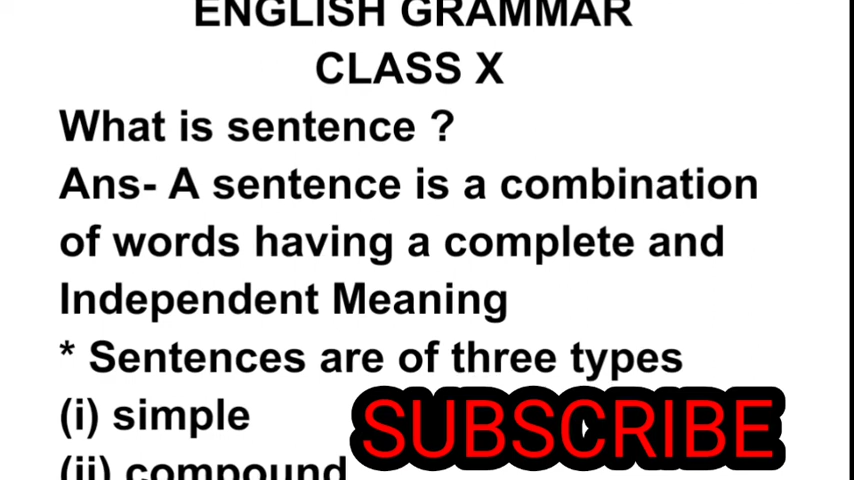 ENGLISH GRAMMAR
CLASS X
What is sentence ?
Ans- A sentence is a combination
of words having a complete and
Independent Meaning
* Sentences are of three types
(i) simple
SUBSCRIBE
(ii) compound